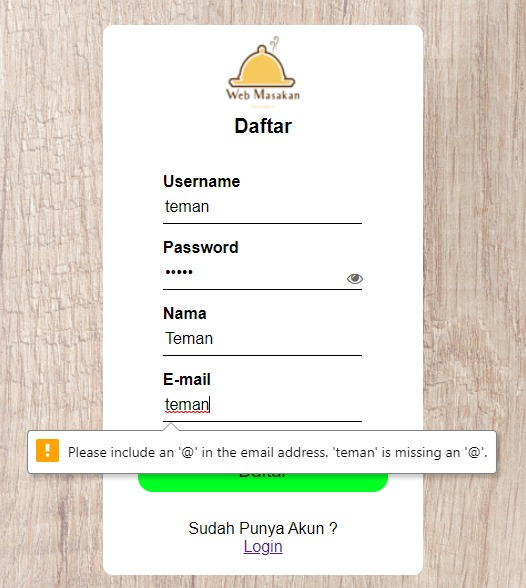 Web Masakan
Daftar
Username
teman
Password
•••••
Nama
Teman
E-mail
teman
Please include an '@' in the email address. 'teman' is missing an '@'.
Daftar
Sudah Punya Akun ?
Login